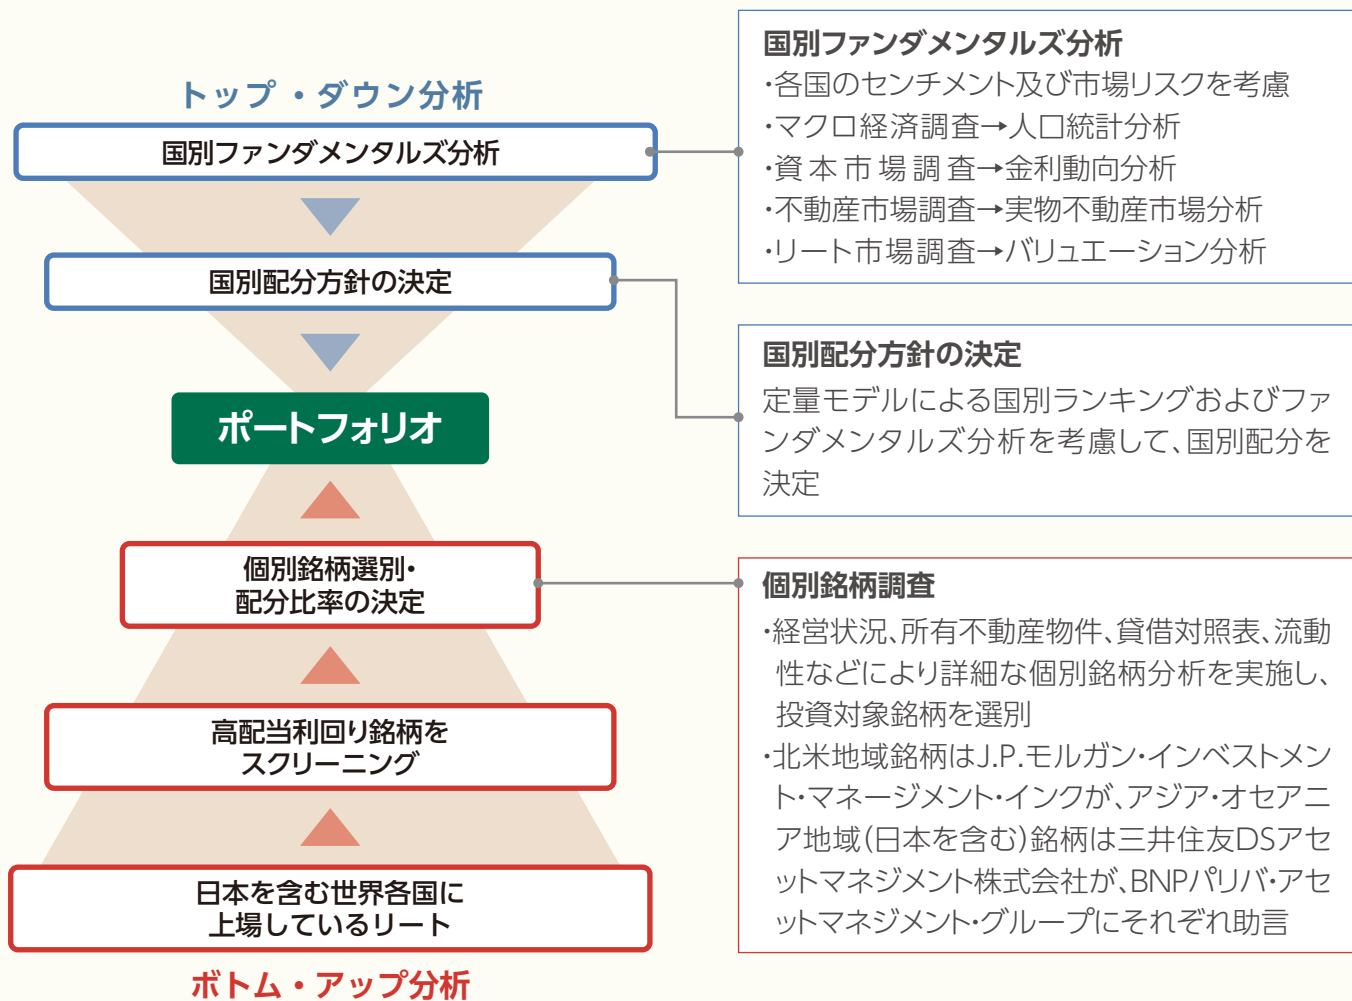 トップ・ダウン分析
国別ファンダメンタルズ分析
国別配分方針の決定
ポートフォリオ
個別銘柄選別・
配分比率の決定
高配当利回り銘柄を
スクリーニング
日本を含む世界各国に
上場しているリート
ボトム・アップ分析
国別ファンダメンタルズ分析
・各国のセンチメント及び市場リスクを考慮
・マクロ経済調査→人口統計分析
・資本市場調査→金利動向分析
・不動産市場調査→実物不動産市場分析
・リート市場調査→バリュエーション分析
国別配分方針の決定
定量モデルによる国別ランキングおよびファ
ンダメンタルズ分析を考慮して、国別配分を
決定
個別銘柄調査
・経営状況、所有不動産物件、貸借対照表、流動
性などにより詳細な個別銘柄分析を実施し、
投資対象銘柄を選別
・北米地域銘柄はJ.P.モルガン・インベストメン
ト・マネージメント・インクが、アジア・オセアニ
ア地域(日本を含む)銘柄は三井住友DSアセ
ットマネジメント株式会社が、BNPパリバ・アセ
ットマネジメント・グループにそれぞれ助言